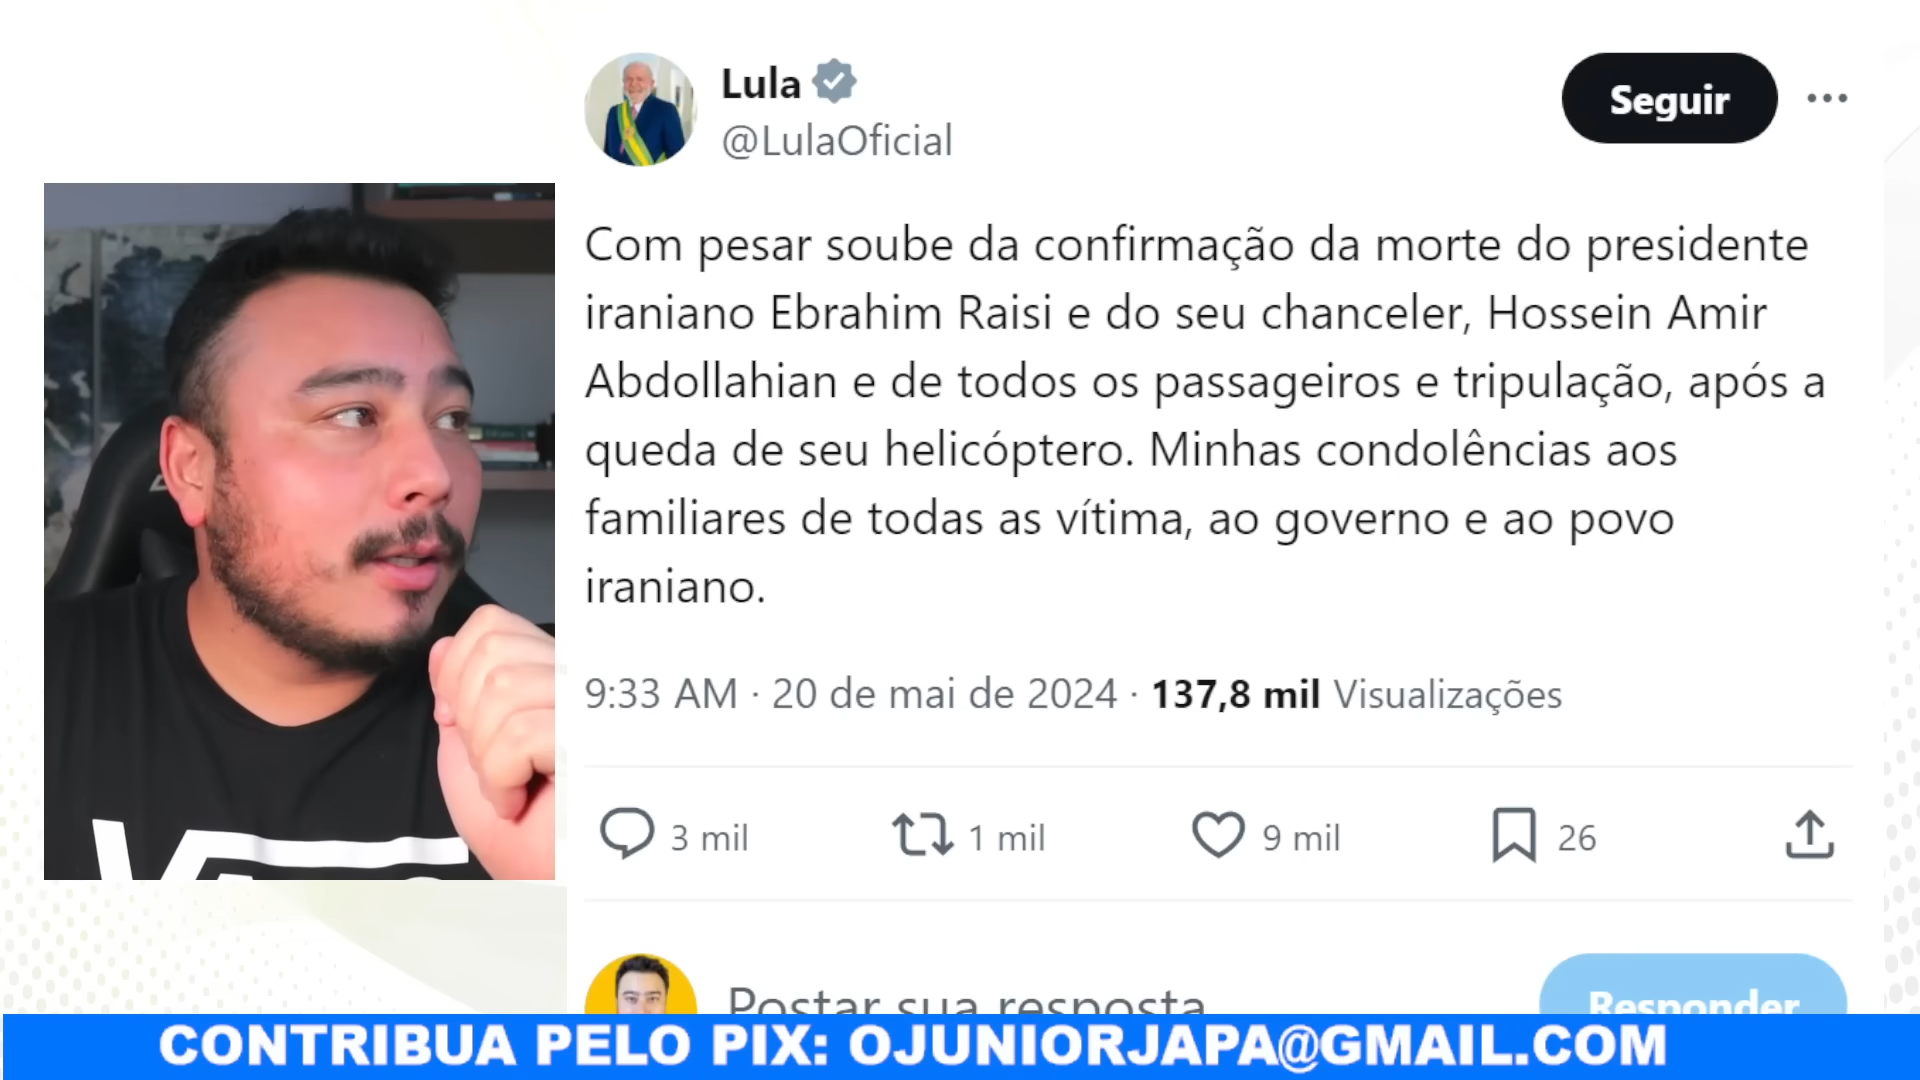 Lula
@LulaOficial
Seguir
Com pesar soube da confirmação da morte do presidente
iraniano Ebrahim Raisi e do seu chanceler, Hossein Amir
Abdollahian e de todos os passageiros e tripulação, após a
queda de seu helicóptero. Minhas condolências aos
familiares de todas as vítima, ao governo e ao povo
iraniano.
9:33 AM · 20 de mai de 2024 · 137,8 mil Visualizações
3 mil 1 mil 9 mil 26
Postar sua resposta
Responder
CONTRIBUA PELO PIX: OJUNIORJAPA@GMAIL.COM